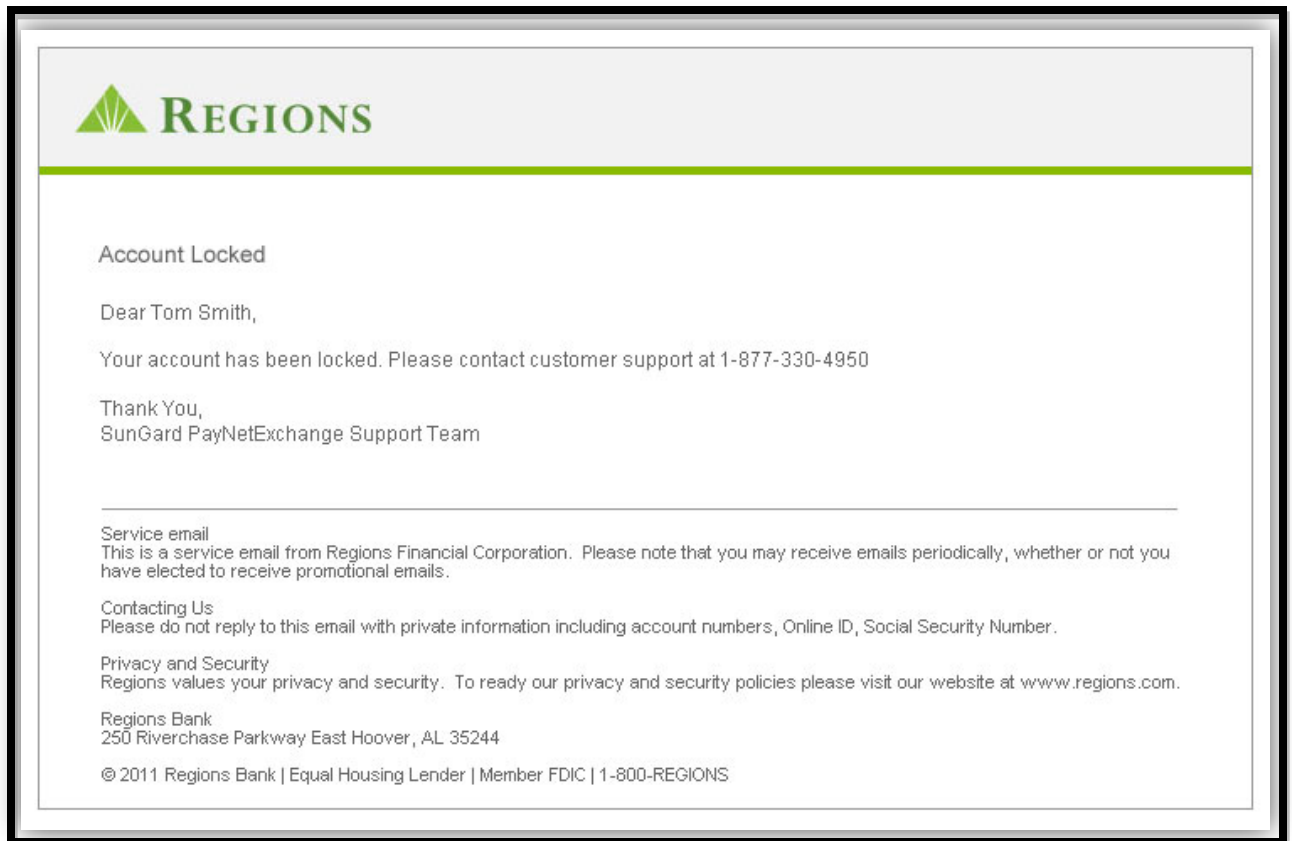 REGIONS
Account Locked
Dear Tom Smith,
Your account has been locked. Please contact customer support at 1-877-330-4950
Thank You,
SunGard PayNetExchange Support Team
Service email
This is a service email from Regions Financial Corporation.  Please note that you may receive emails periodically, whether or not you
have elected to receive promotional emails.
Contacting Us
Please do not reply to this email with private information including account numbers, Online ID, Social Security Number.
Privacy and Security
Regions values your privacy and security.  To ready our privacy and security policies please visit our website at www.regions.com.
Regions Bank
250 Riverchase Parkway East Hoover, AL 35244
© 2011 Regions Bank | Equal Housing Lender | Member FDIC | 1-800-REGIONS